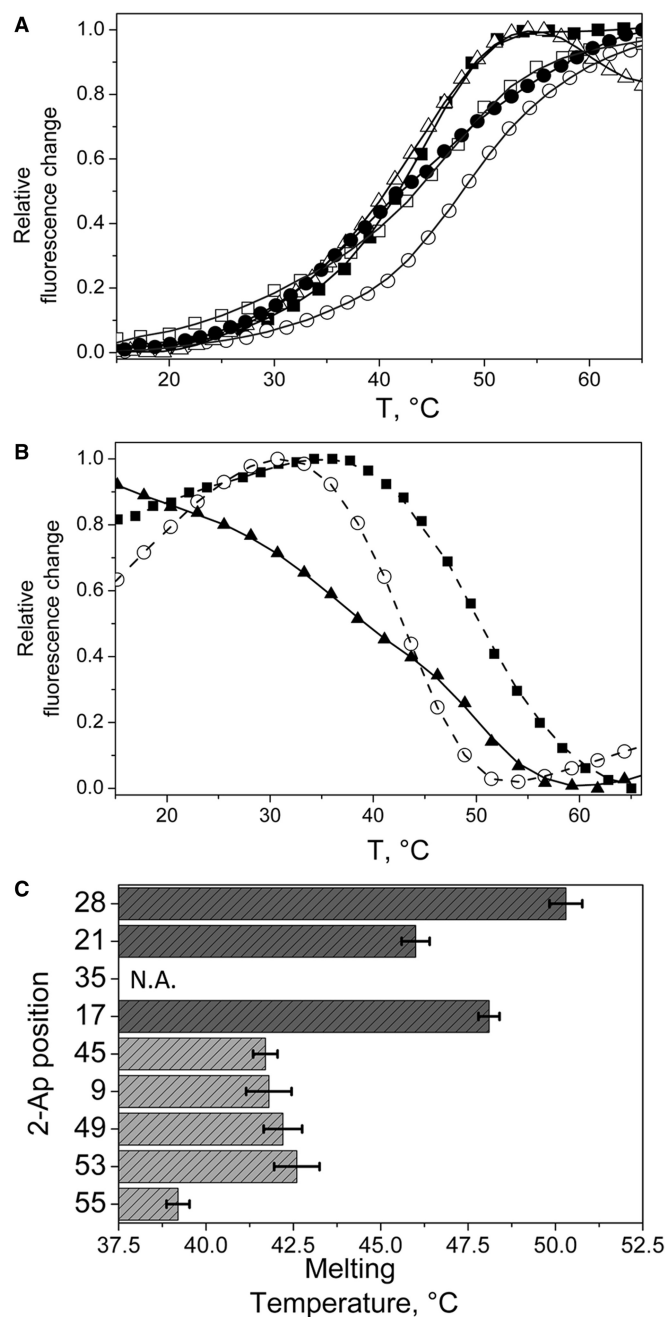 A
Relative
fluorescence change
1.0
0.8
0.6
0.4
0.2
0.0
20
30
40
50
60
T, °C
B
Relative
fluorescence change
1.0
0.8
0.6
0.4
0.2
0.0
20
30
40
50
60
T, °C
C
2-Ap position
28
21
35
N.A.
17
45
9
49
53
55
37.5
40.0
42.5
45.0
47.5
50.0
52.5
Melting
Temperature, °C